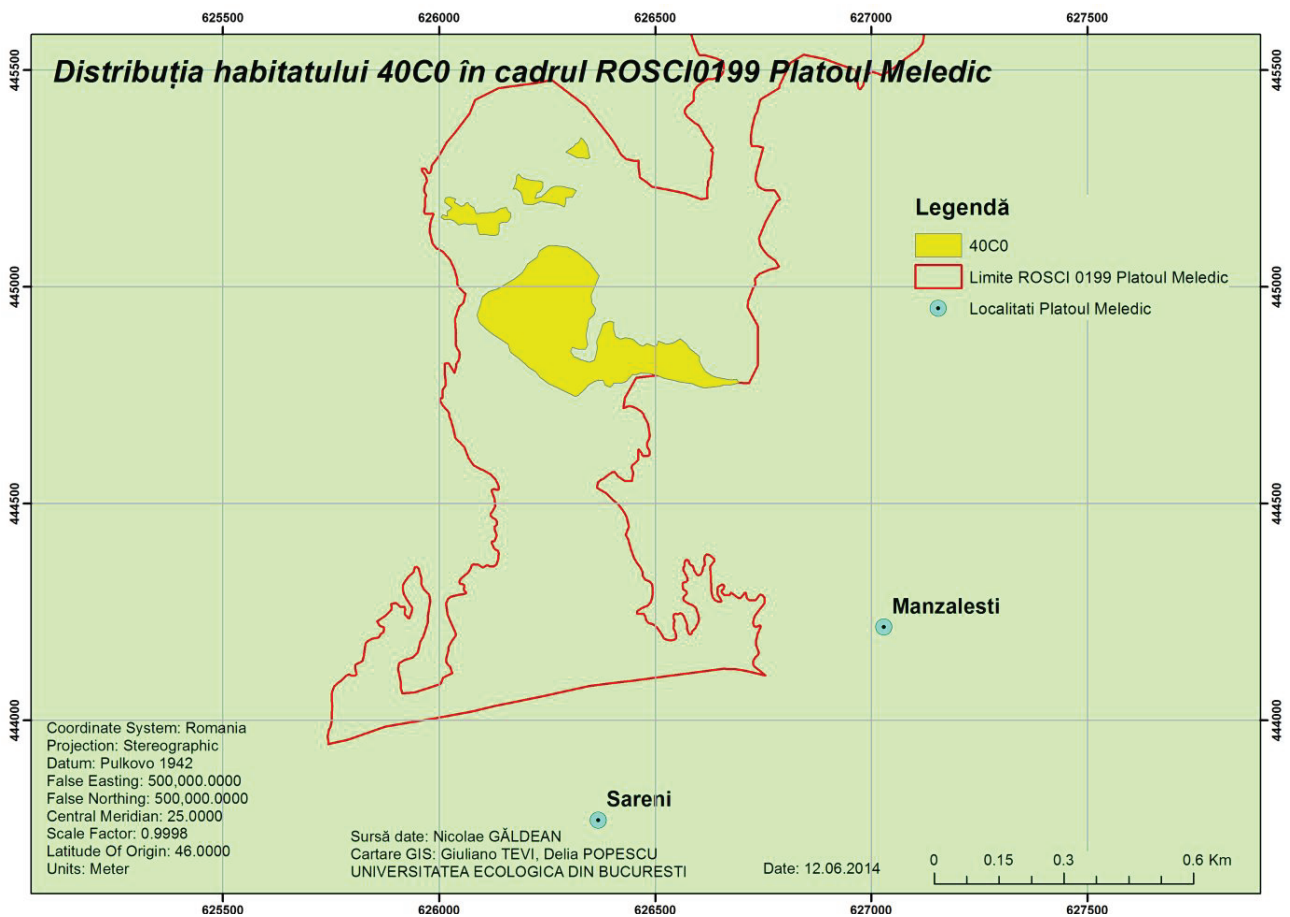 625500 626000 626500 627000 627500
Distribuția habitatului 40C0 în cadrul ROSCI0199 Platoul Meledic
445500 445500
Legendă
40C0
Limite ROSCI 0199 Platoul Meledic
Localitati Platoul Meledic
445000 445000
444500 444500
Manzalesti
444000 444000
Coordinate System: Romania
Projection: Stereographic
Datum: Pulkovo 1942
False Easting: 500,000.0000
False Northing: 500,000.0000
Central Meridian: 25.0000
Scale Factor: 0.9998
Latitude Of Origin: 46.0000
Units: Meter
Sareni
Sursă date: Nicolae GĂLDEAN
Cartare GIS: Giuliano TEVI, Delia POPESCU
UNIVERSITATEA ECOLOGICA DIN BUCURESTI
Date: 12.06.2014
0 0.15 0.3 0.6 Km
625500 626000 626500 627000 627500